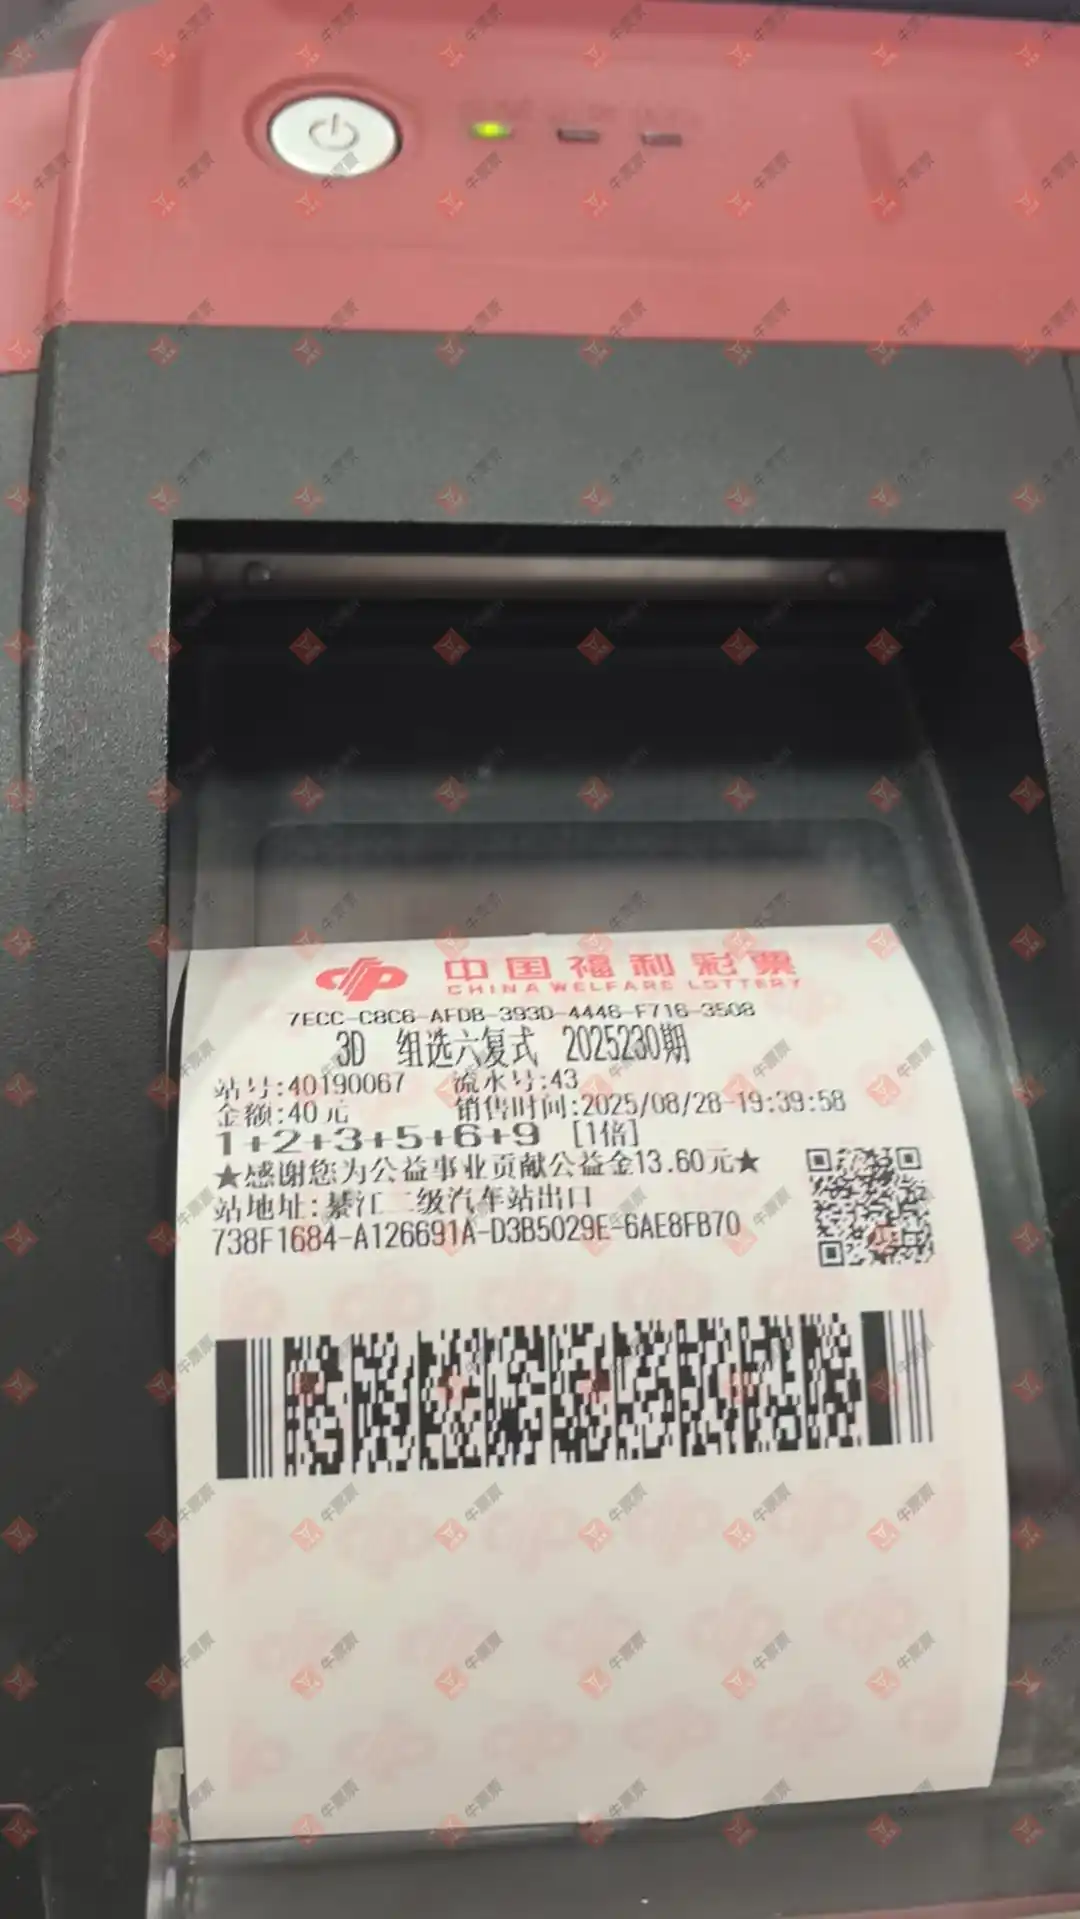 中国福利彩票
CHINA WELFARE LOTTERY
7ECC-C8C6-AFDB-393D-4446-F716-3508
3D 组选六复式 2025230期
站号:40190067 流水号:43
金额:40元 销售时间:2025/08/28-19:39:58
1+2+3+5+6+9 [1倍]
★感谢您为公益事业贡献公益金13.60元★
站地址:綦江二级汽车站出口
738F1684-A126691A-D3B5029E-6AE8FB70
牛票票